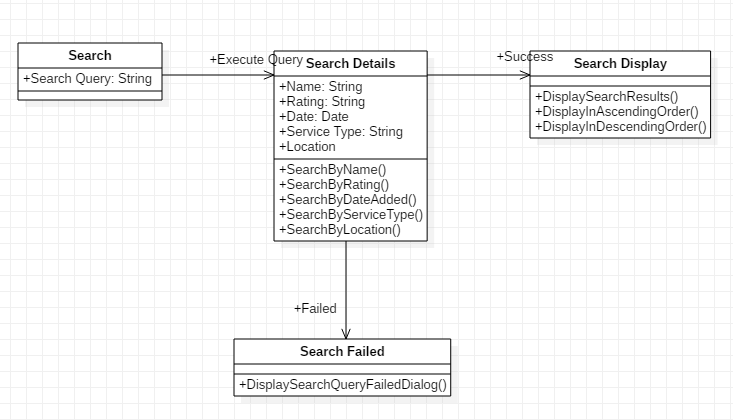 Search
+Search Query: String
+Execute Query
Search Details
+Name: String
+Rating: String
+Date: Date
+Service Type: String
+Location
+SearchByName()
+SearchByRating()
+SearchByDateAdded()
+SearchByServiceType()
+SearchByLocation()
+Success
Search Display
+DisplaySearchResults()
+DisplayInAscendingOrder()
+DisplayInDescendingOrder()
+Failed
Search Failed
+DisplaySearchQueryFailedDialog()